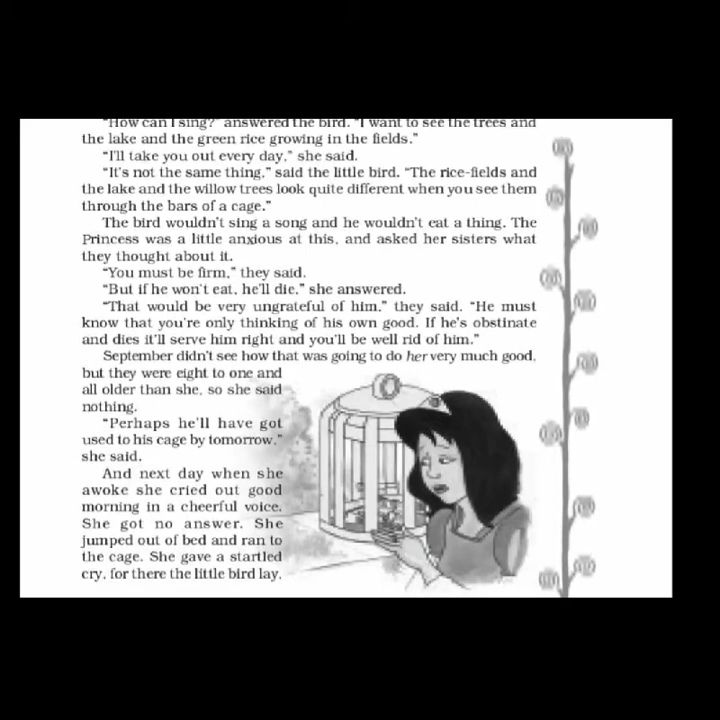 "How can I sing?" answered the bird. "I want to see the trees and
the lake and the green rice growing in the fields."
"I'll take you out every day," she said.
"It's not the same thing," said the little bird. "The rice-fields and
the lake and the willow trees look quite different when you see them
through the bars of a cage."
The bird wouldn't sing a song and he wouldn't eat a thing. The
Princess was a little anxious at this, and asked her sisters what
they thought about it.
"You must be firm," they said.
"But if he won't eat, he'll die," she answered.
"That would be very ungrateful of him," they said. "He must
know that you're only thinking of his own good. If he's obstinate
and dies it'll serve him right and you'll be well rid of him."
September didn't see how that was going to do her very much good,
but they were eight to one and
all older than she, so she said
nothing.
"Perhaps he'll have got
used to his cage by tomorrow,"
she said.
And next day when she
awoke she cried out good
morning in a cheerful voice.
She got no answer. She
jumped out of bed and ran to
the cage. She gave a startled
cry, for there the little bird lay,